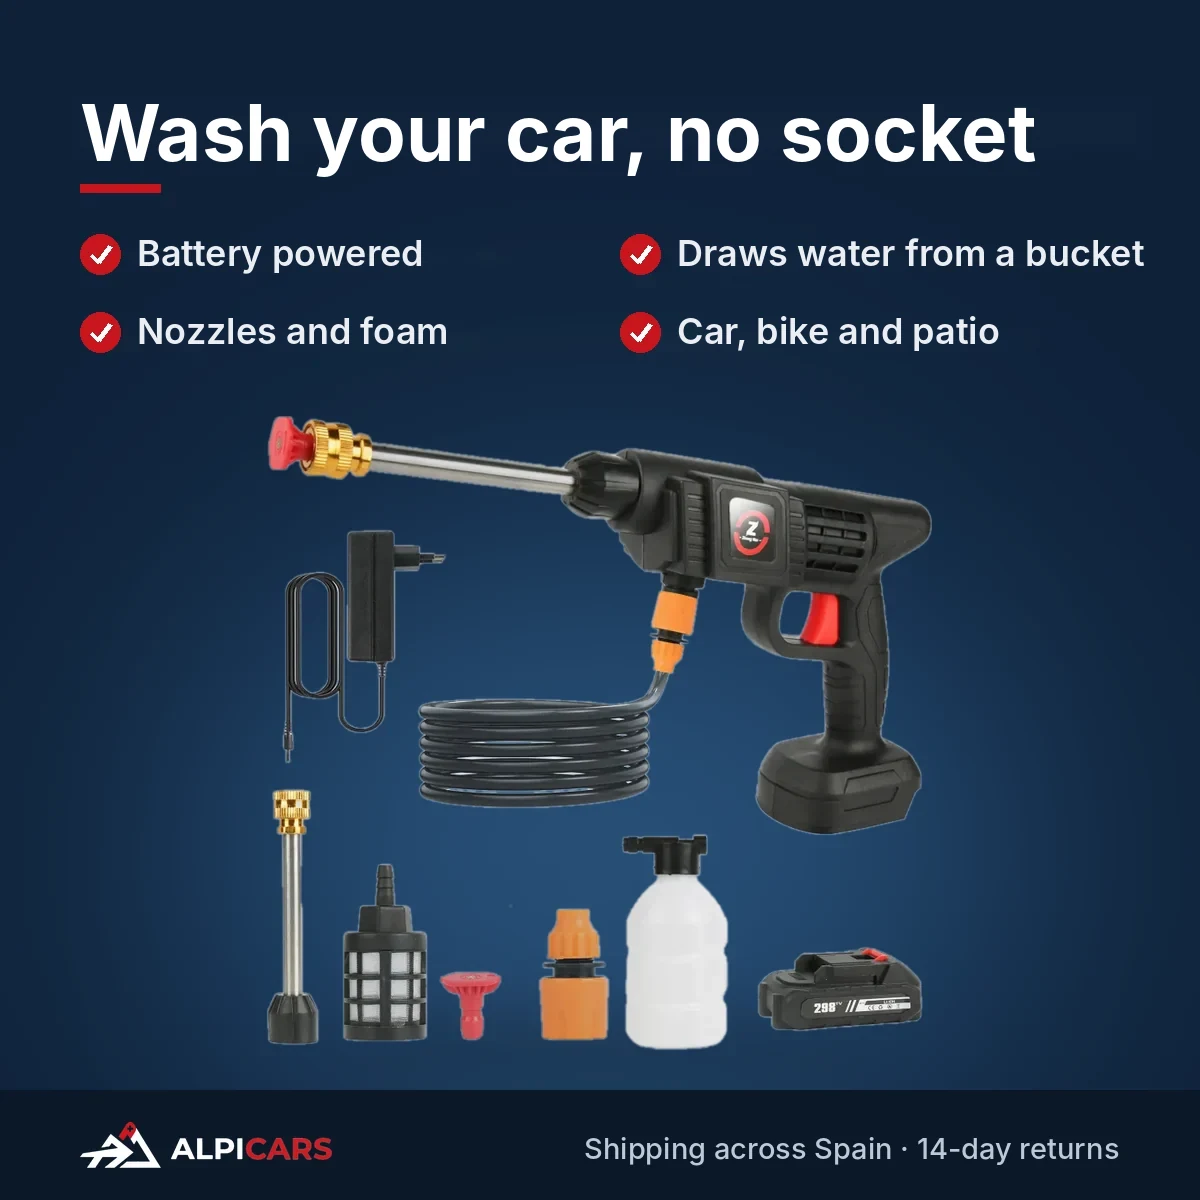 Wash your car, no socket
Battery powered
Draws water from a bucket
Nozzles and foam
Car, bike and patio
Z
298
ALPICARS
Shipping across Spain · 14-day returns